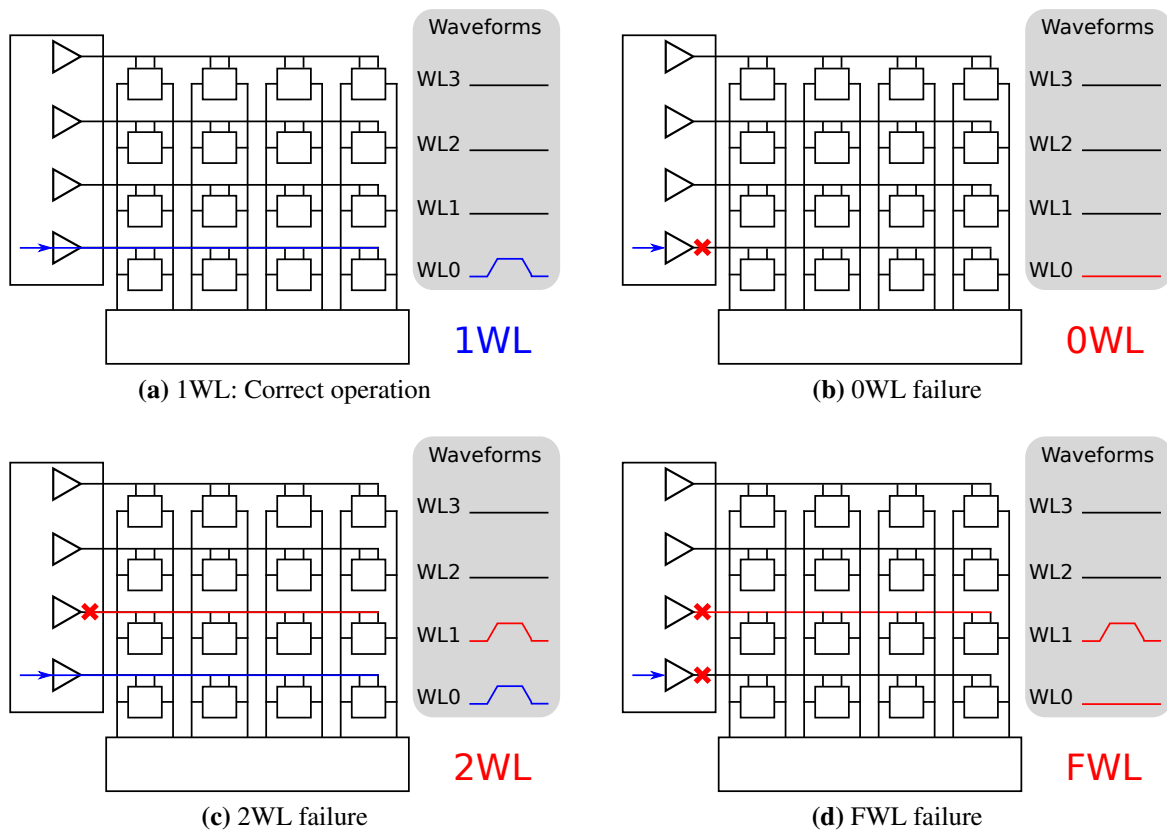 Waveforms
WL3
WL2
WL1
WL0
1WL
(a) 1WL: Correct operation
Waveforms
WL3
WL2
WL1
WL0
0WL
(b) 0WL failure
Waveforms
WL3
WL2
WL1
WL0
2WL
(c) 2WL failure
Waveforms
WL3
WL2
WL1
WL0
FWL
(d) FWL failure